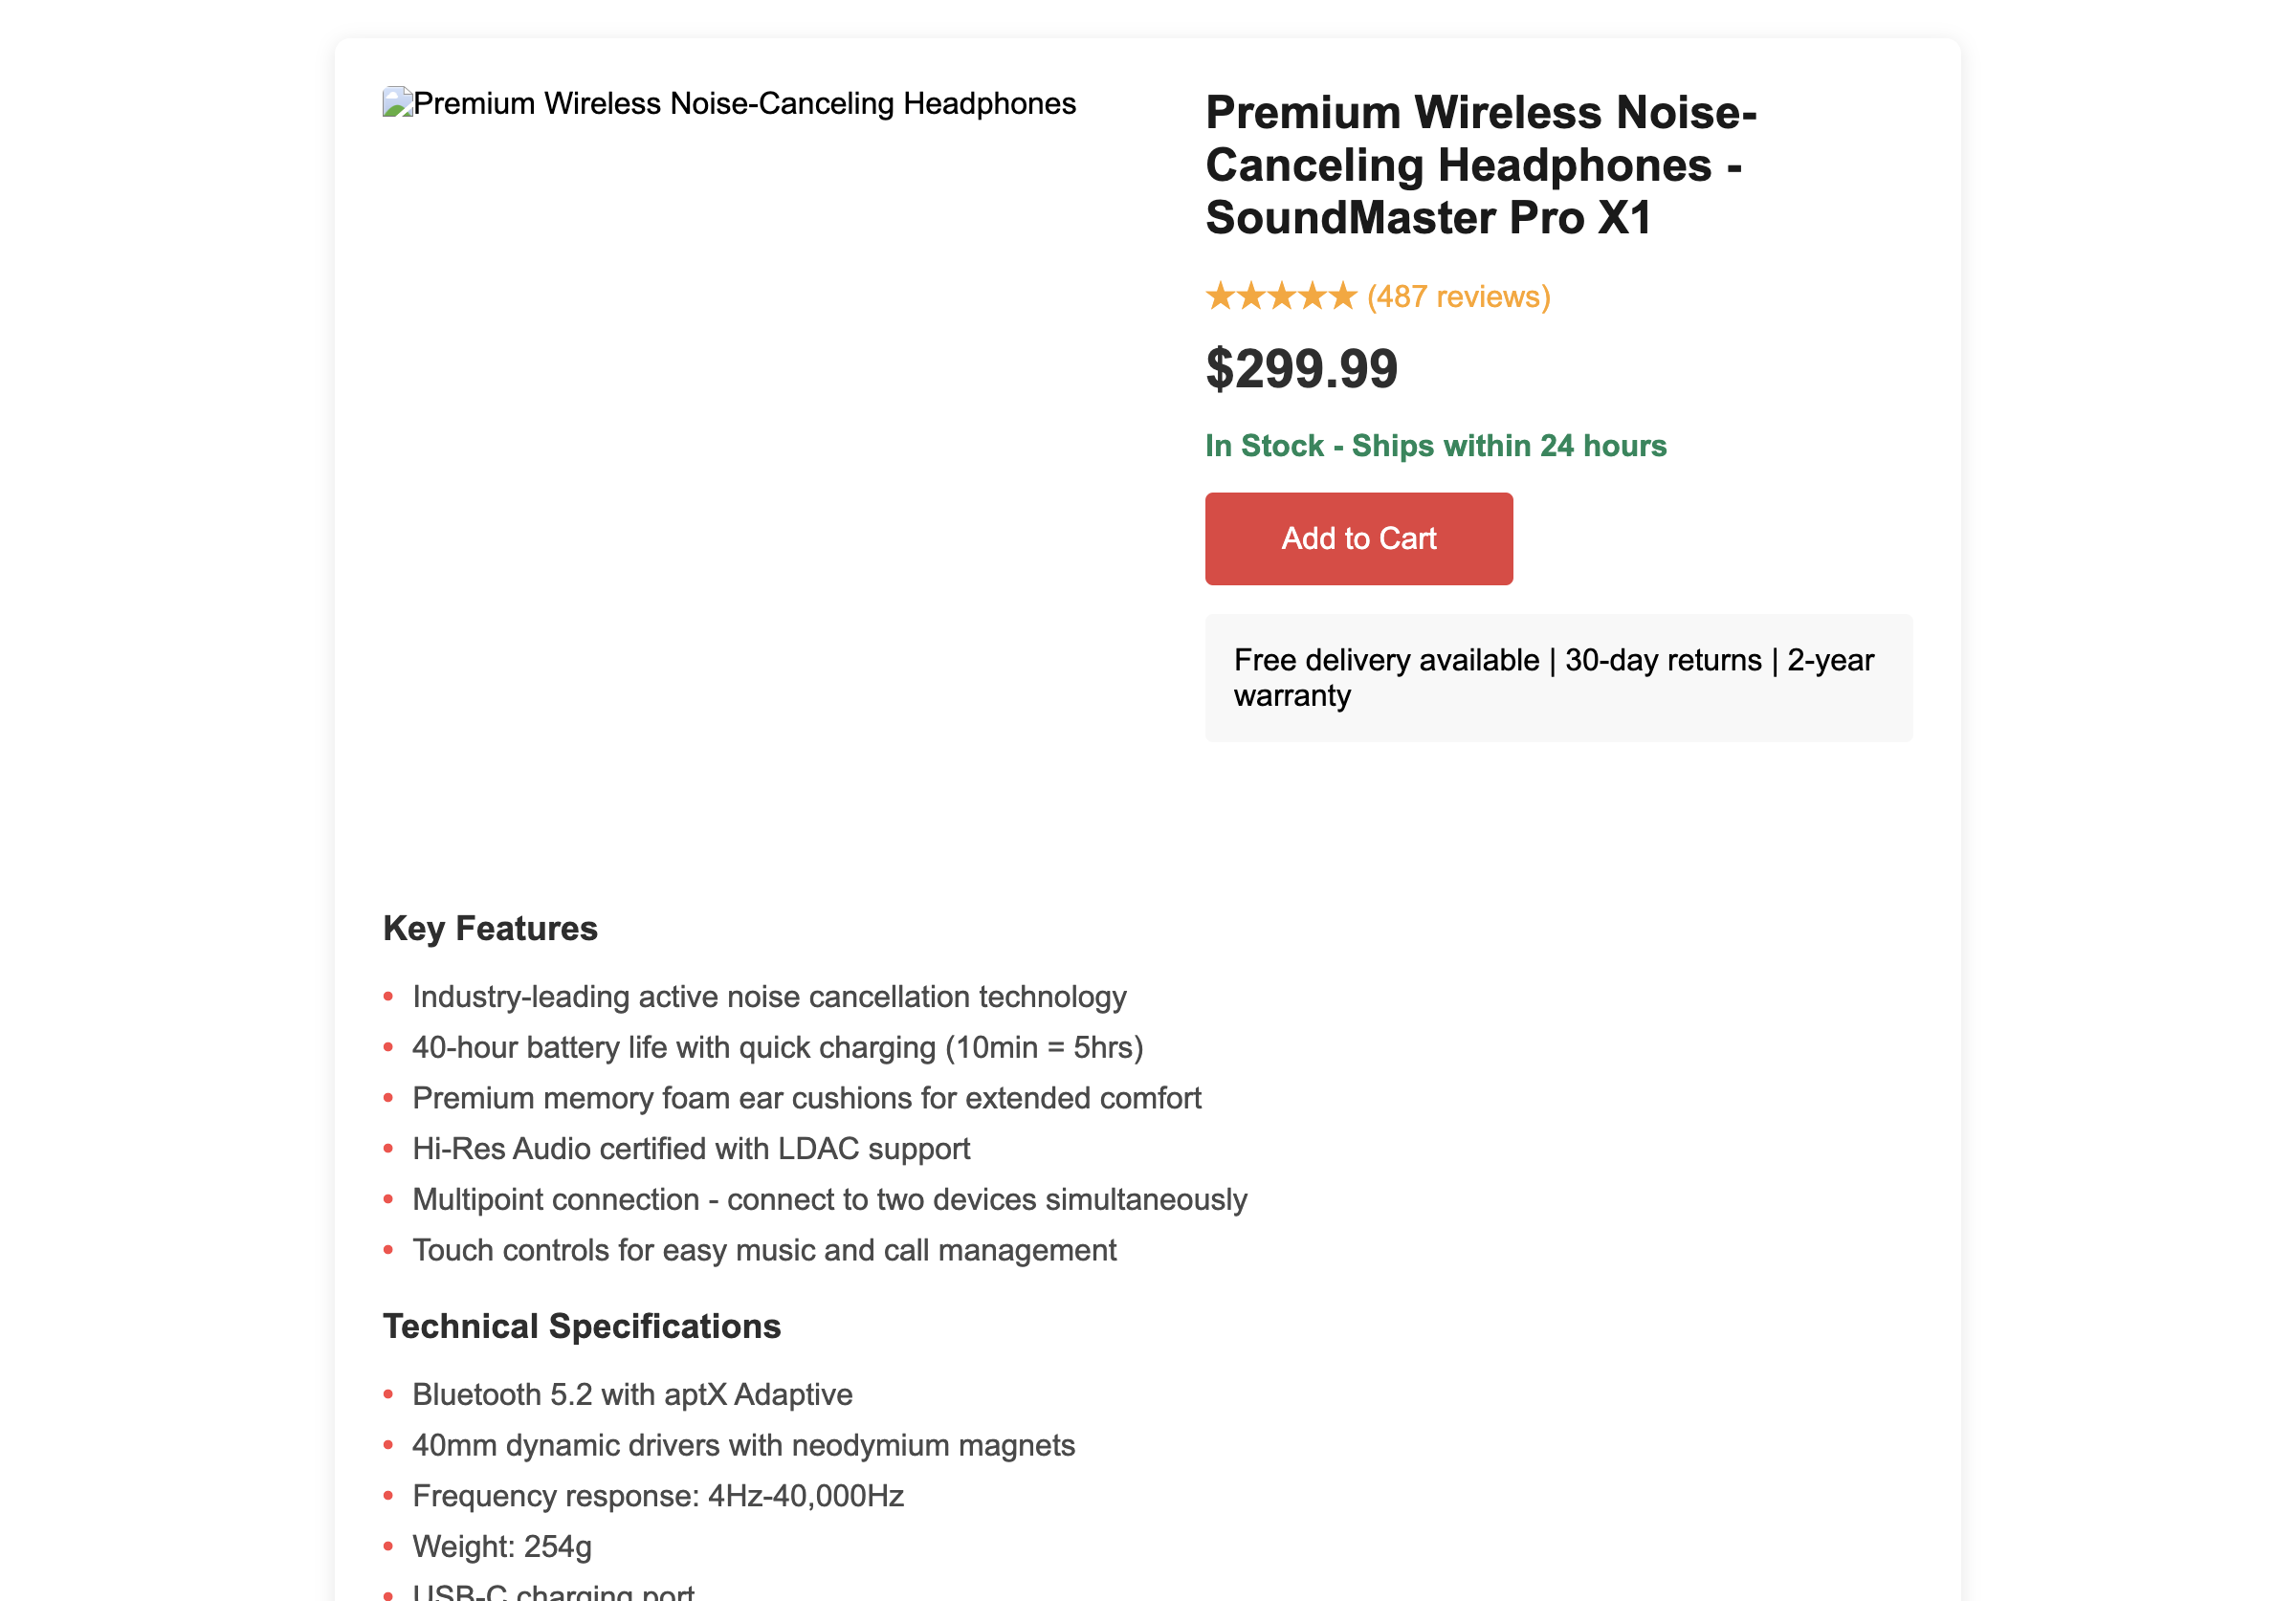 Premium Wireless Noise-Canceling Headphones
Premium Wireless Noise-
Canceling Headphones -
SoundMaster Pro X1
★★★★★ (487 reviews)
$299.99
In Stock - Ships within 24 hours
Add to Cart
Free delivery available | 30-day returns | 2-year
warranty
Key Features
• Industry-leading active noise cancellation technology
• 40-hour battery life with quick charging (10min = 5hrs)
• Premium memory foam ear cushions for extended comfort
• Hi-Res Audio certified with LDAC support
• Multipoint connection - connect to two devices simultaneously
• Touch controls for easy music and call management
Technical Specifications
• Bluetooth 5.2 with aptX Adaptive
• 40mm dynamic drivers with neodymium magnets
• Frequency response: 4Hz-40,000Hz
• Weight: 254g
• USB-C charging port